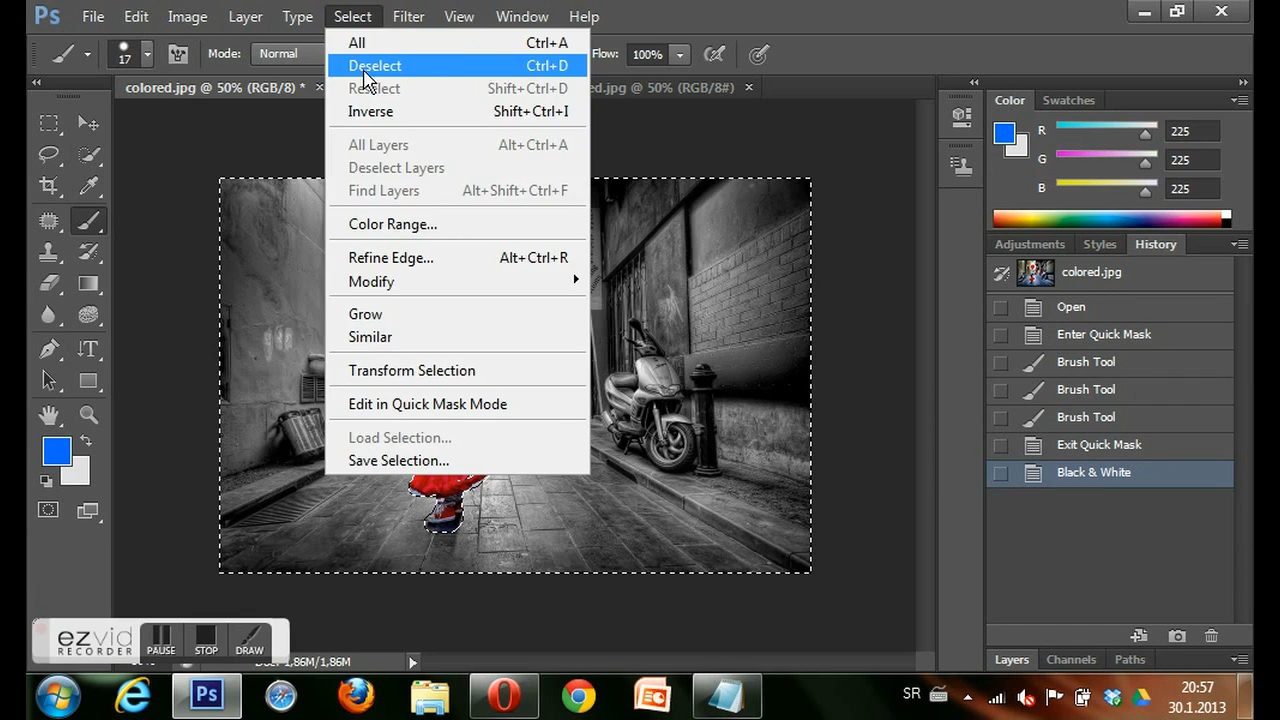 Ps File Edit Image Layer Type Select Filter View Window Help
17 Mode: Normal Flow: 100%
colored.jpg @ 50% (RGB/8) * ed.jpg @ 50% (RGB/8#)
All Ctrl+A
Deselect Ctrl+D
Reselect Shift+Ctrl+D
Inverse Shift+Ctrl+I
All Layers Alt+Ctrl+A
Deselect Layers
Find Layers Alt+Shift+Ctrl+F
Color Range...
Refine Edge... Alt+Ctrl+R
Modify
Grow
Similar
Transform Selection
Edit in Quick Mask Mode
Load Selection...
Save Selection...
Color Swatches
R 225
G 225
B 225
Adjustments Styles History
colored.jpg
Open
Enter Quick Mask
Brush Tool
Brush Tool
Brush Tool
Exit Quick Mask
Black & White
Layers Channels Paths
ezvid
RECORDER
PAUSE STOP DRAW
1,86M/1,86M
Ps
SR
20:57
30.1.2013